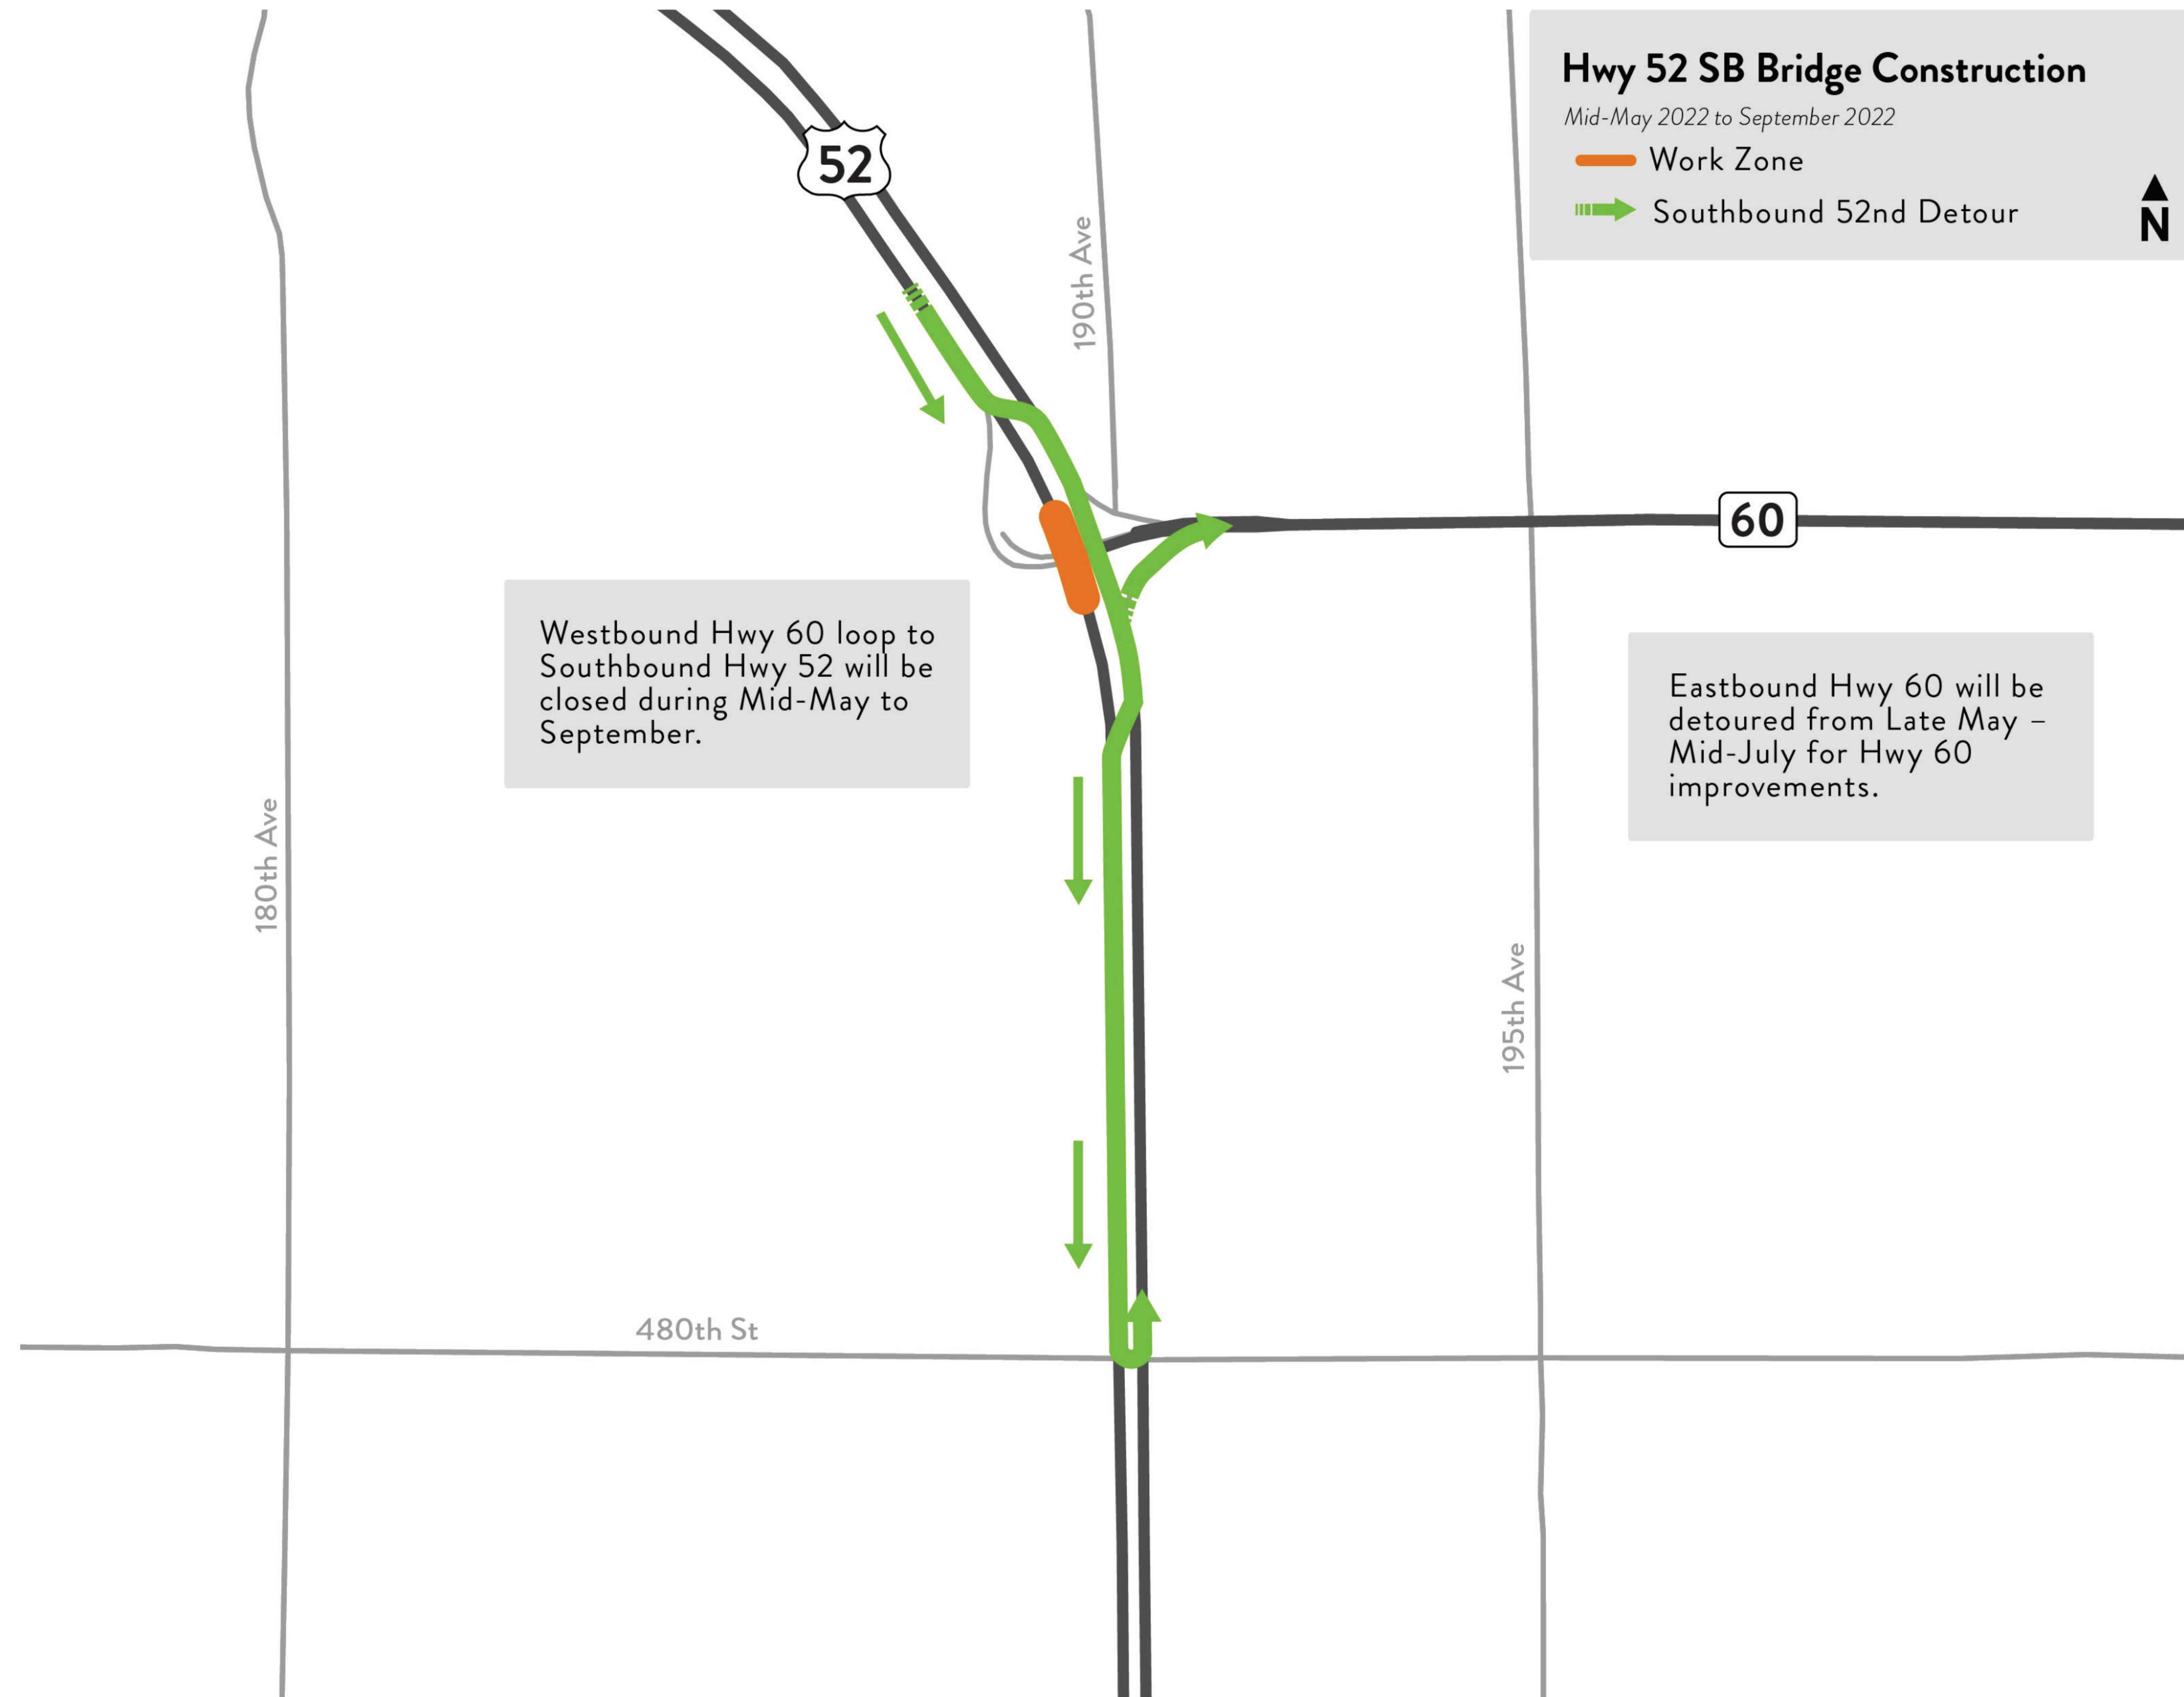 Hwy 52 SB Bridge Construction
Mid-May 2022 to September 2022
Work Zone
Southbound 52nd Detour
N
52
190th Ave
60
Westbound Hwy 60 loop to
Southbound Hwy 52 will be
closed during Mid-May to
September.
Eastbound Hwy 60 will be
detoured from Late May –
Mid-July for Hwy 60
improvements.
180th Ave
195th Ave
480th St